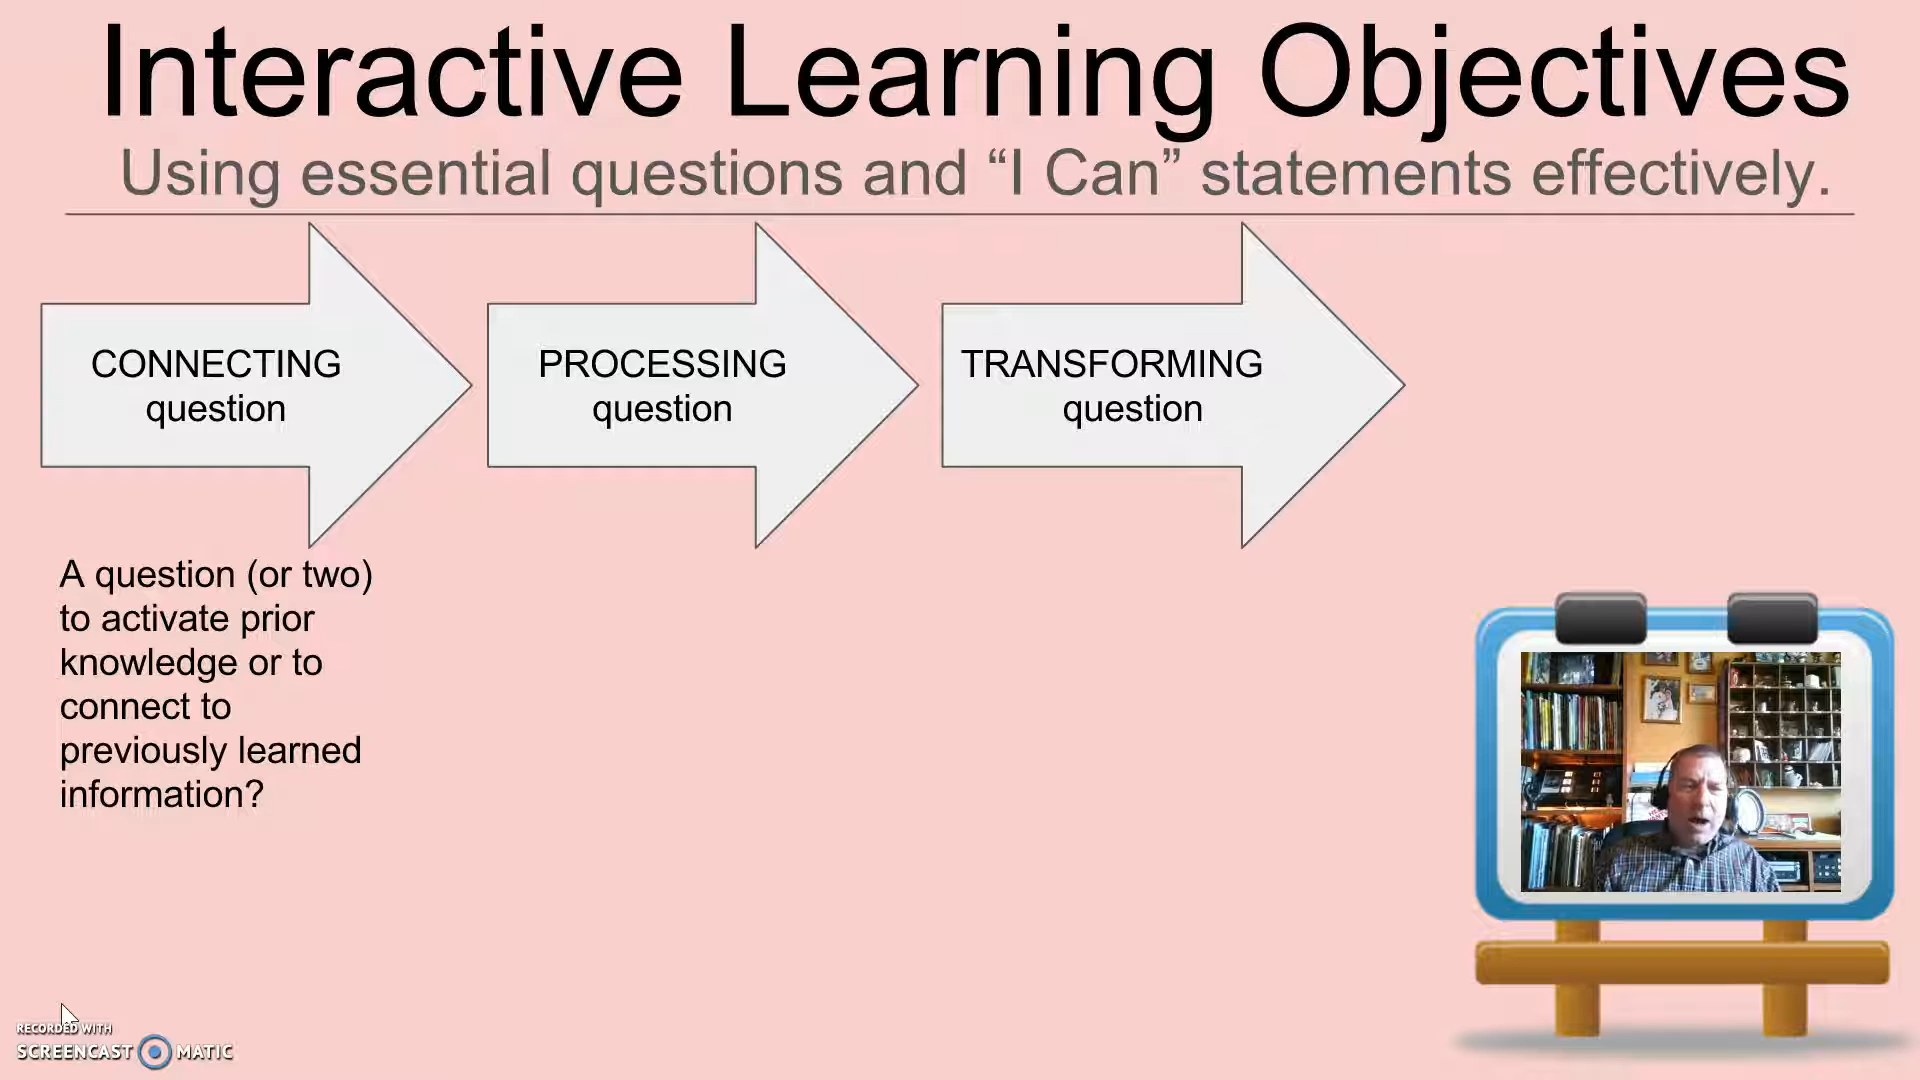 Interactive Learning Objectives
Using essential questions and “I Can” statements effectively.
CONNECTING
question
PROCESSING
question
TRANSFORMING
question
A question (or two)
to activate prior
knowledge or to
connect to
previously learned
information?
RECORDED WITH
SCREENCAST MATIC